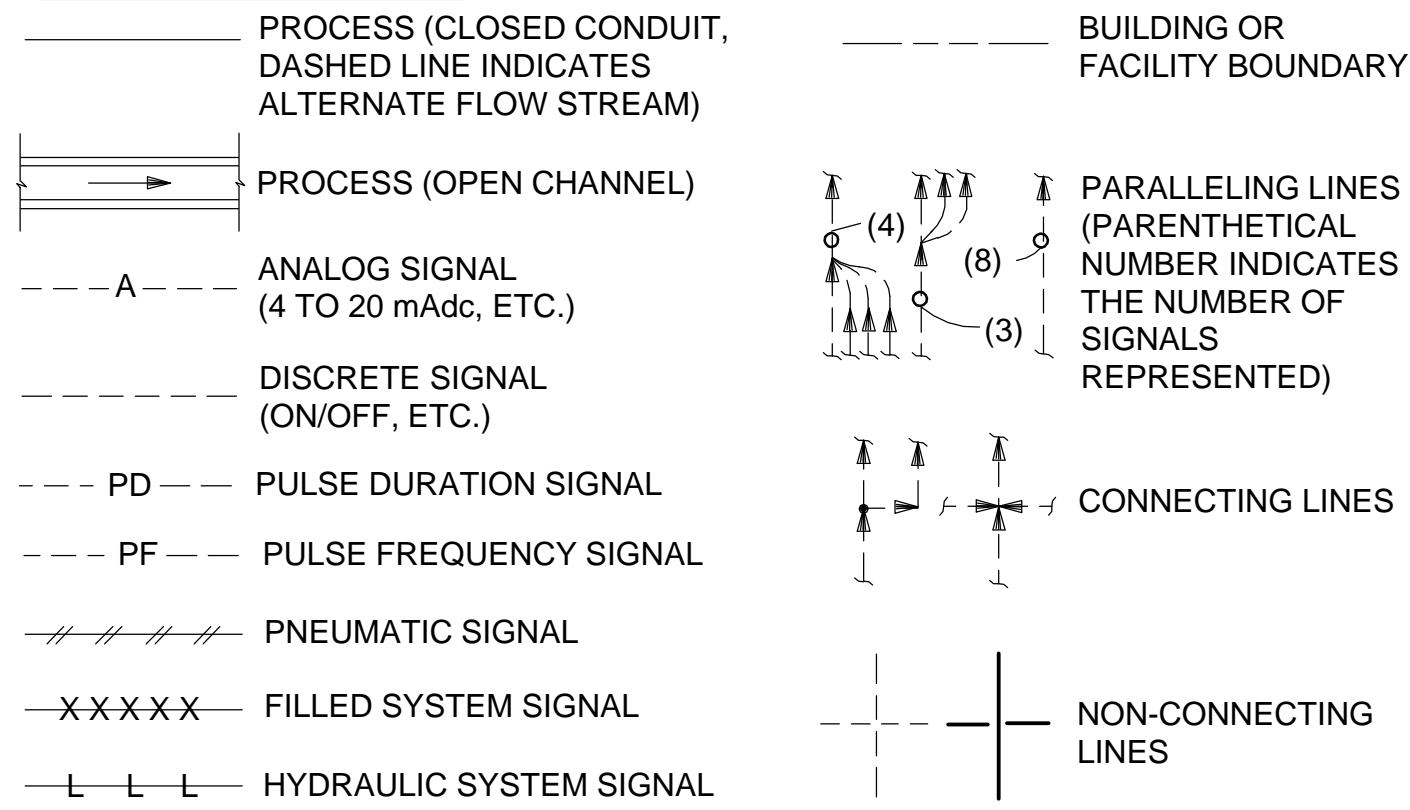 PROCESS (CLOSED CONDUIT,
DASHED LINE INDICATES
ALTERNATE FLOW STREAM)
PROCESS (OPEN CHANNEL)
A
ANALOG SIGNAL
(4 TO 20 mAdc, ETC.)
DISCRETE SIGNAL
(ON/OFF, ETC.)
PD
PULSE DURATION SIGNAL
PF
PULSE FREQUENCY SIGNAL
PNEUMATIC SIGNAL
X X X X X
FILLED SYSTEM SIGNAL
L L L
HYDRAULIC SYSTEM SIGNAL
BUILDING OR
FACILITY BOUNDARY
(4)
(8)
(3)
PARALLELING LINES
(PARENTHETICAL
NUMBER INDICATES
THE NUMBER OF
SIGNALS
REPRESENTED)
CONNECTING LINES
NON-CONNECTING
LINES